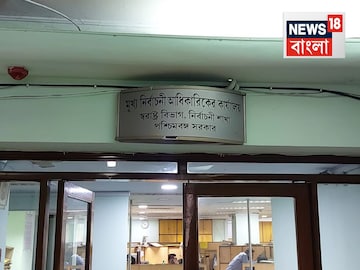 NEWS 18
বাংলা
মুখ্য নির্বাচনী আধিকারিকের কার্যালয়
স্বরাষ্ট্র বিভাগ, নির্বাচনী শাখা
পশ্চিমবঙ্গ সরকার